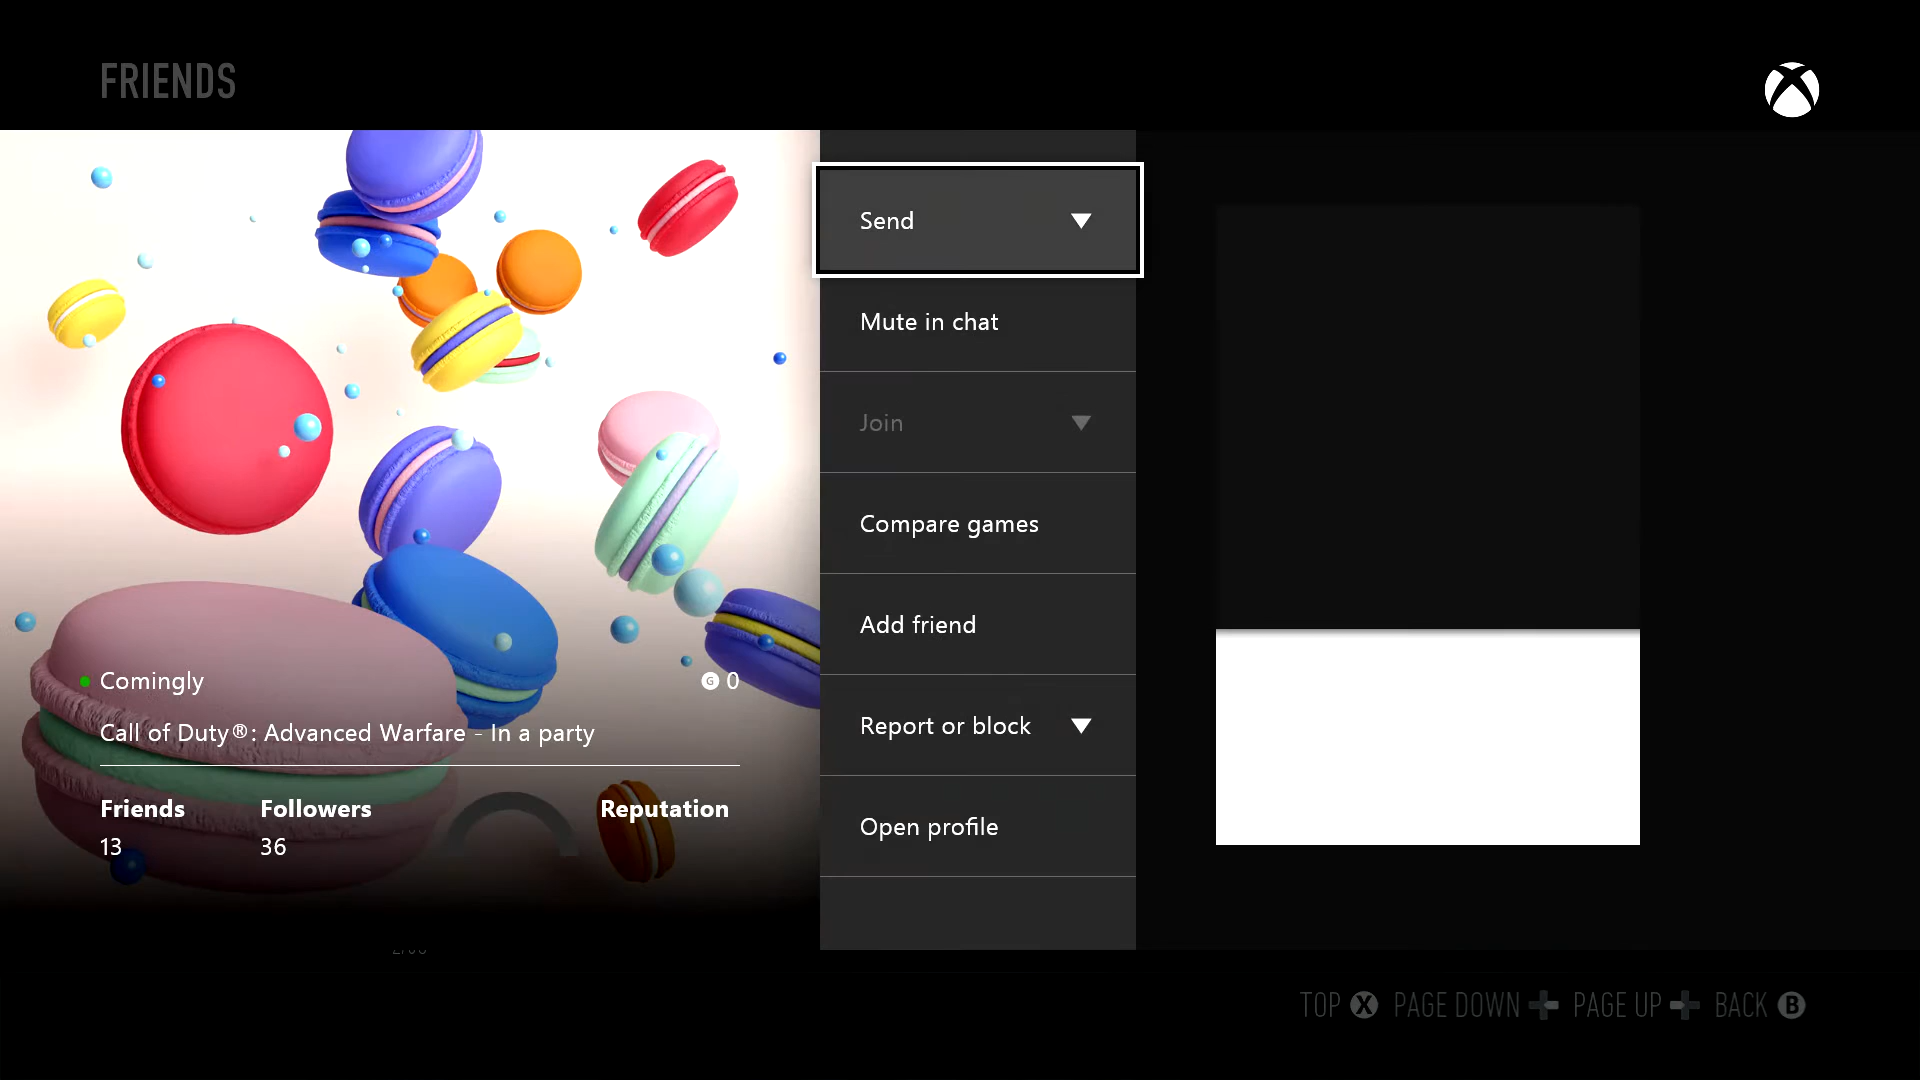 FRIENDS
Comingly
G 0
Call of Duty®: Advanced Warfare - In a party
Friends Followers Reputation
13 36
Send
Mute in chat
Join
Compare games
Add friend
Report or block
Open profile
TOP X PAGE DOWN PAGE UP BACK B